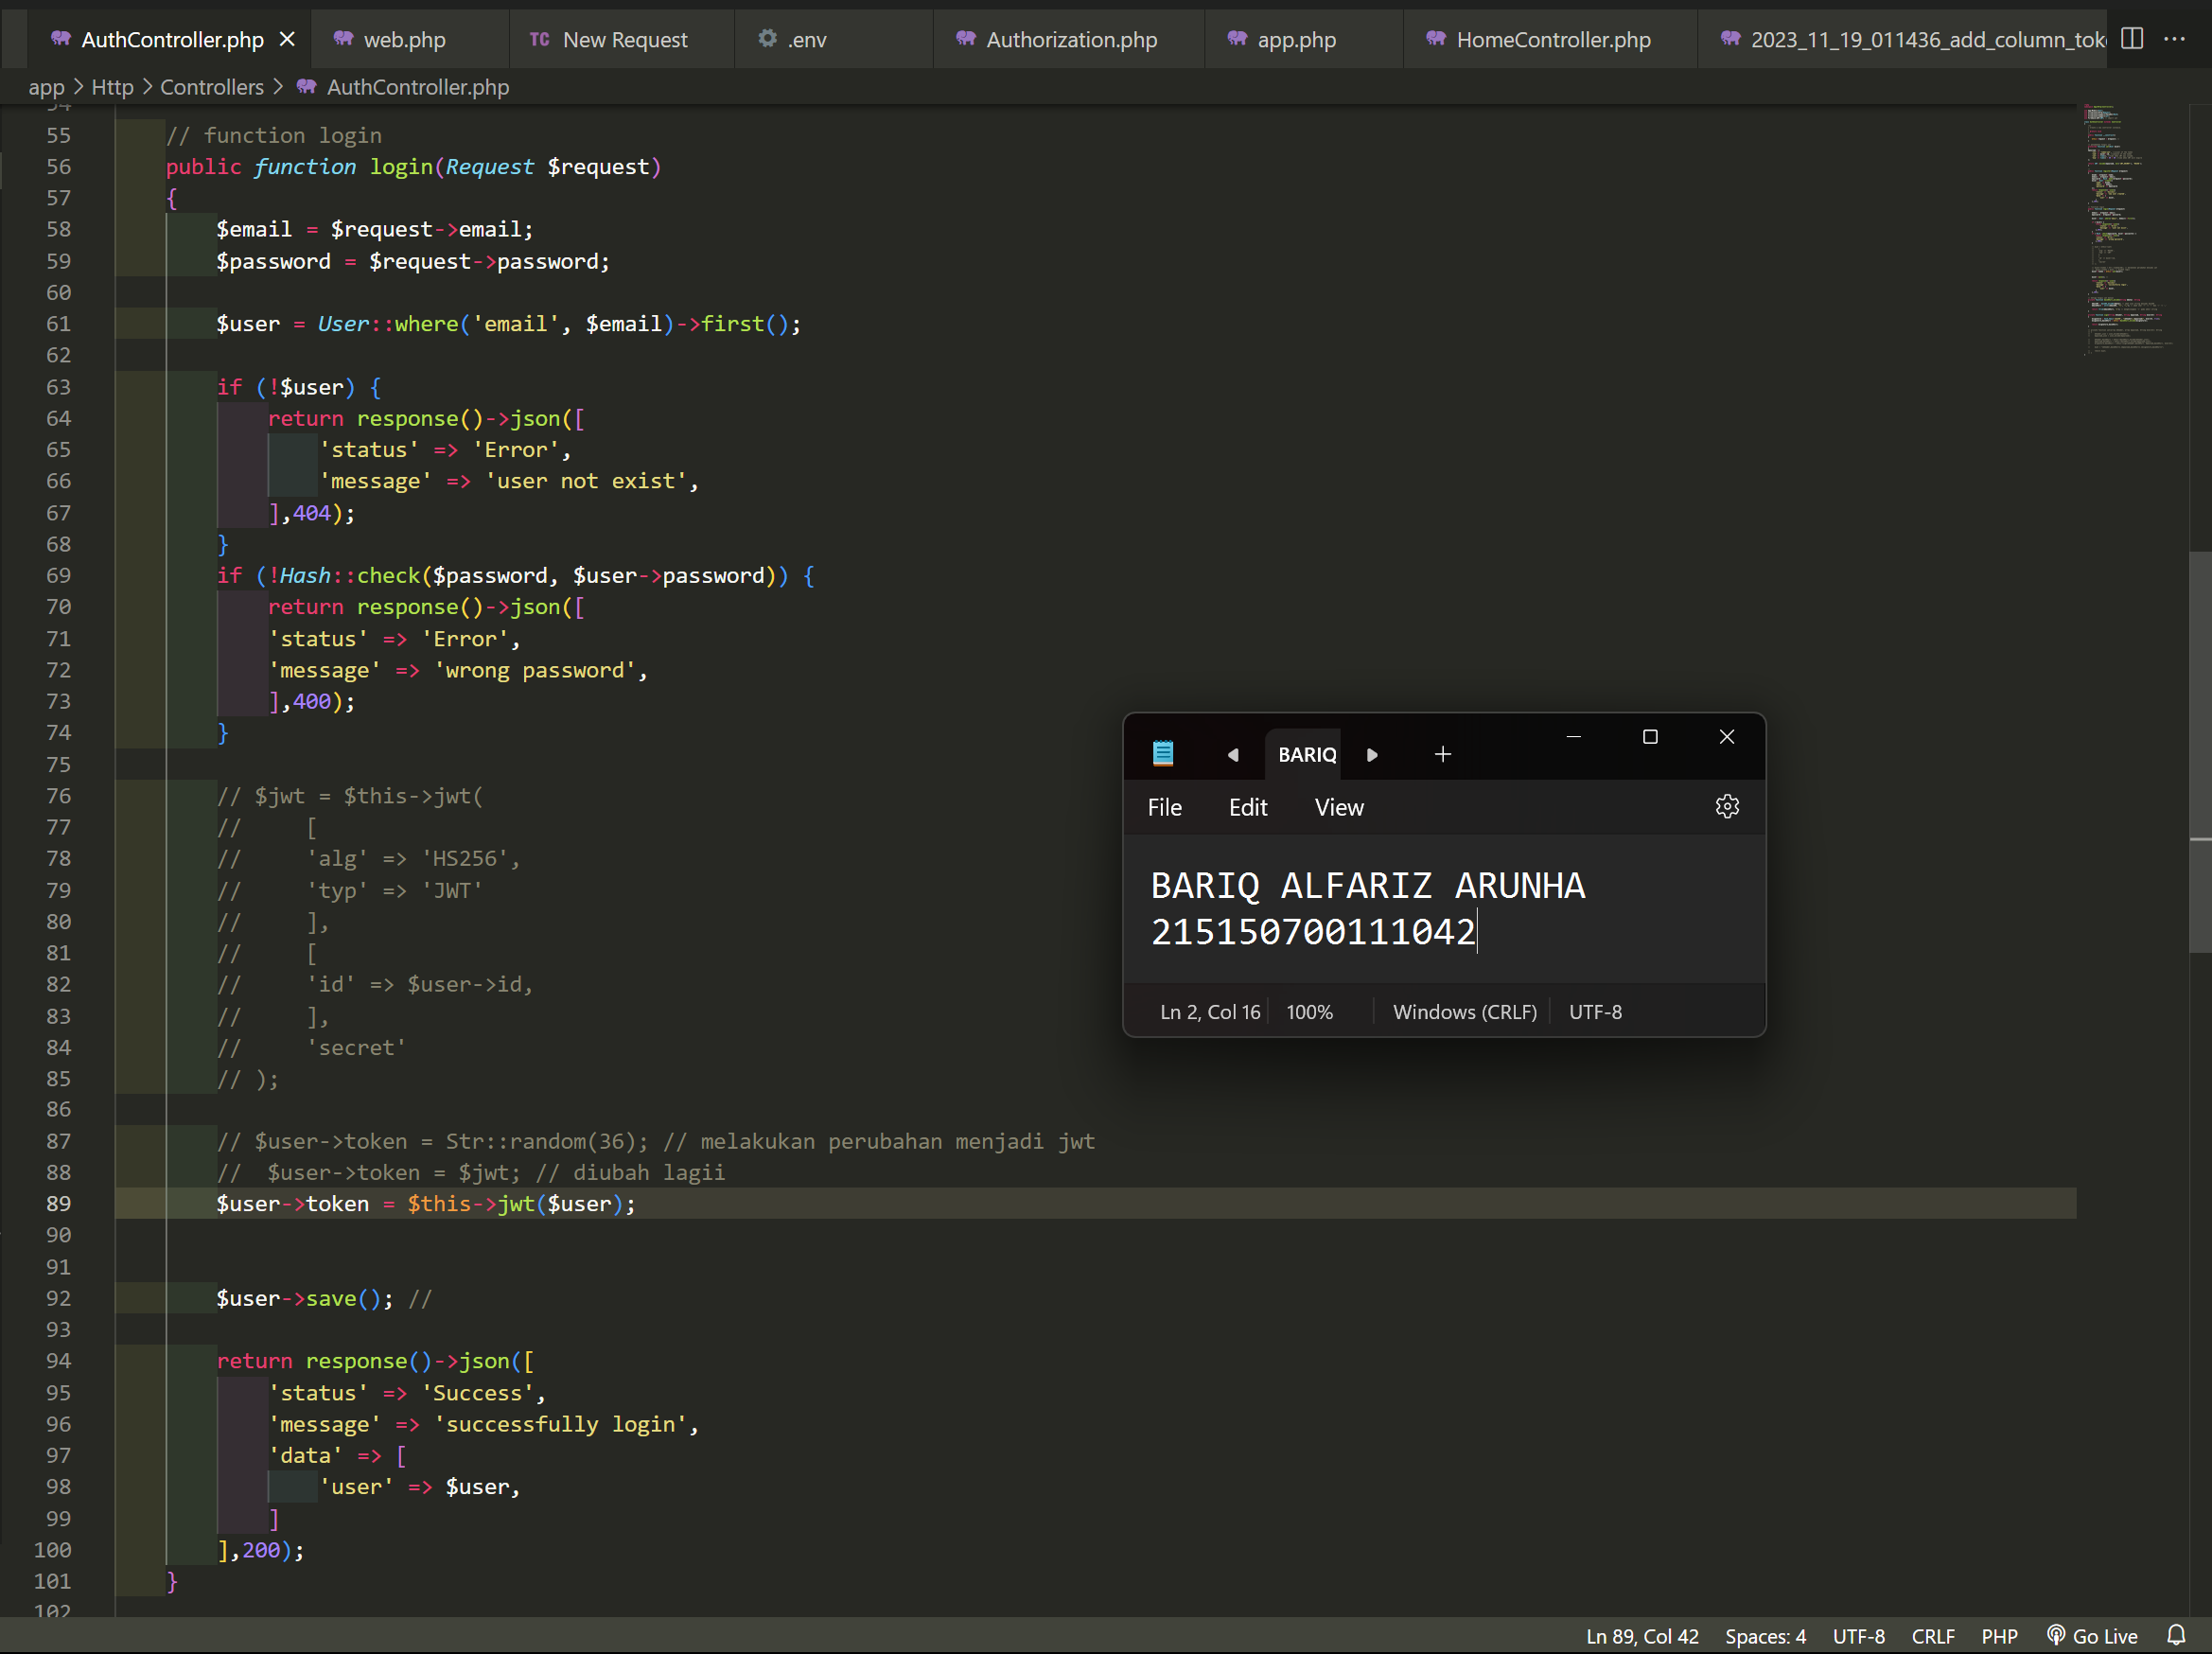 AuthController.php
web.php
TC New Request
.env
Authorization.php
app.php
HomeController.php
2023_11_19_011436_add_column_tok
app > Http > Controllers > AuthController.php
54
55 // function login
56 public function login(Request $request)
57 {
58 $email = $request->email;
59 $password = $request->password;
60
61 $user = User::where('email', $email)->first();
62
63 if (!$user) {
64 return response()->json([
65 'status' => 'Error',
66 'message' => 'user not exist',
67 ],404);
68 }
69 if (!Hash::check($password, $user->password)) {
70 return response()->json([
71 'status' => 'Error',
72 'message' => 'wrong password',
73 ],400);
74 }
75
76 // $jwt = $this->jwt(
77 // [
78 // 'alg' => 'HS256',
79 // 'typ' => 'JWT'
80 // ],
81 // [
82 // 'id' => $user->id,
83 // ],
84 // 'secret'
85 // );
86
87 // $user->token = Str::random(36); // melakukan perubahan menjadi jwt
88 // $user->token = $jwt; // diubah lagii
89 $user->token = $this->jwt($user);
90
91
92 $user->save(); //
93
94 return response()->json([
95 'status' => 'Success',
96 'message' => 'successfully login',
97 'data' => [
98 'user' => $user,
99 ]
100 ],200);
101 }
102
BARIQ
File Edit View
BARIQ ALFARIZ ARUNHA
215150700111042
Ln 2, Col 16 100% Windows (CRLF) UTF-8
Ln 89, Col 42 Spaces: 4 UTF-8 CRLF PHP Go Live